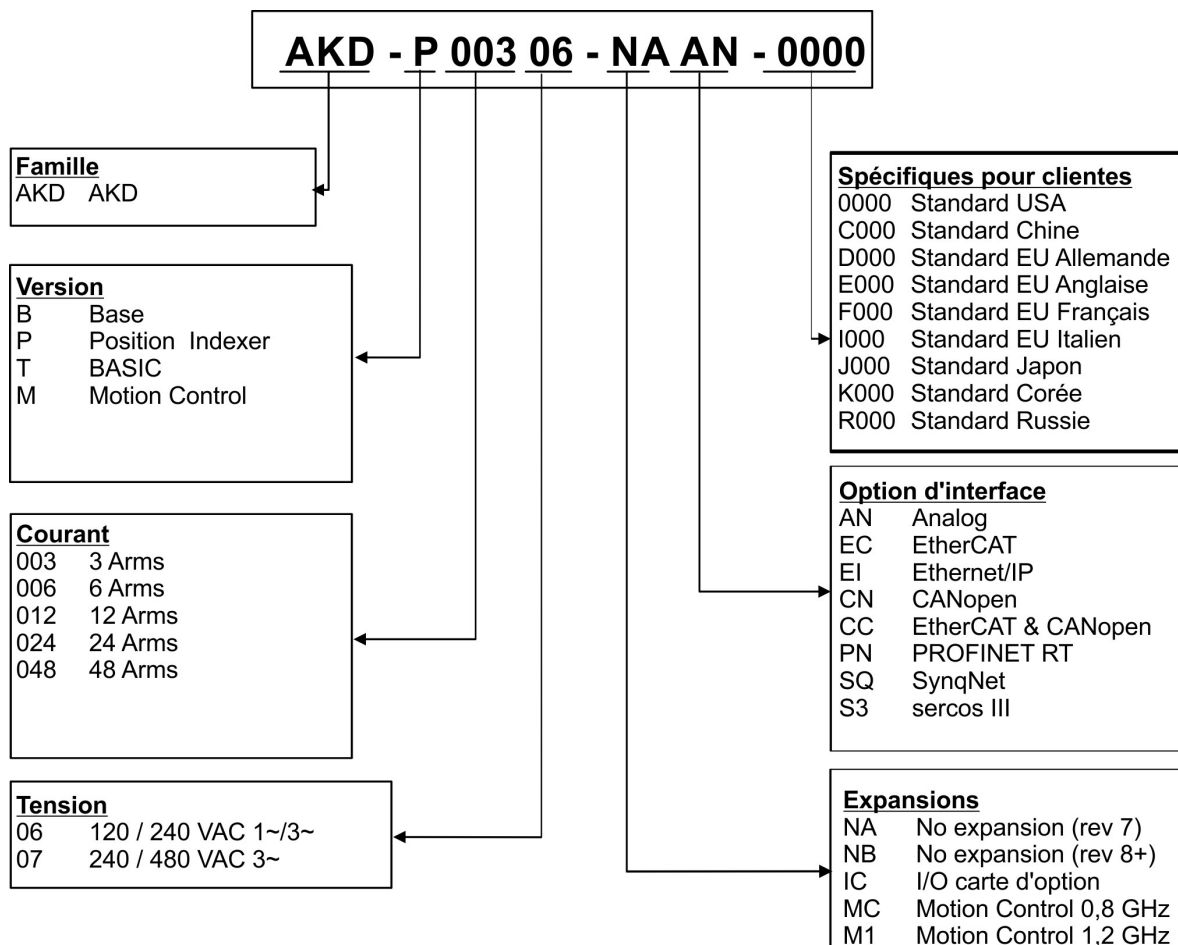 AKD - P 003 06 - NA AN - 0000
Famille
AKD AKD
Version
B Base
P Position Indexer
T BASIC
M Motion Control
Courant
003 3 Arms
006 6 Arms
012 12 Arms
024 24 Arms
048 48 Arms
Tension
06 120 / 240 VAC 1~/3~
07 240 / 480 VAC 3~
Spécifiques pour clientes
0000 Standard USA
C000 Standard Chine
D000 Standard EU Allemande
E000 Standard EU Anglaise
F000 Standard EU Français
I000 Standard EU Italien
J000 Standard Japon
K000 Standard Corée
R000 Standard Russie
Option d'interface
AN Analog
EC EtherCAT
EI Ethernet/IP
CN CANopen
CC EtherCAT & CANopen
PN PROFINET RT
SQ SynqNet
S3 sercos III
Expansions
NA No expansion (rev 7)
NB No expansion (rev 8+)
IC I/O carte d'option
MC Motion Control 0,8 GHz
M1 Motion Control 1,2 GHz